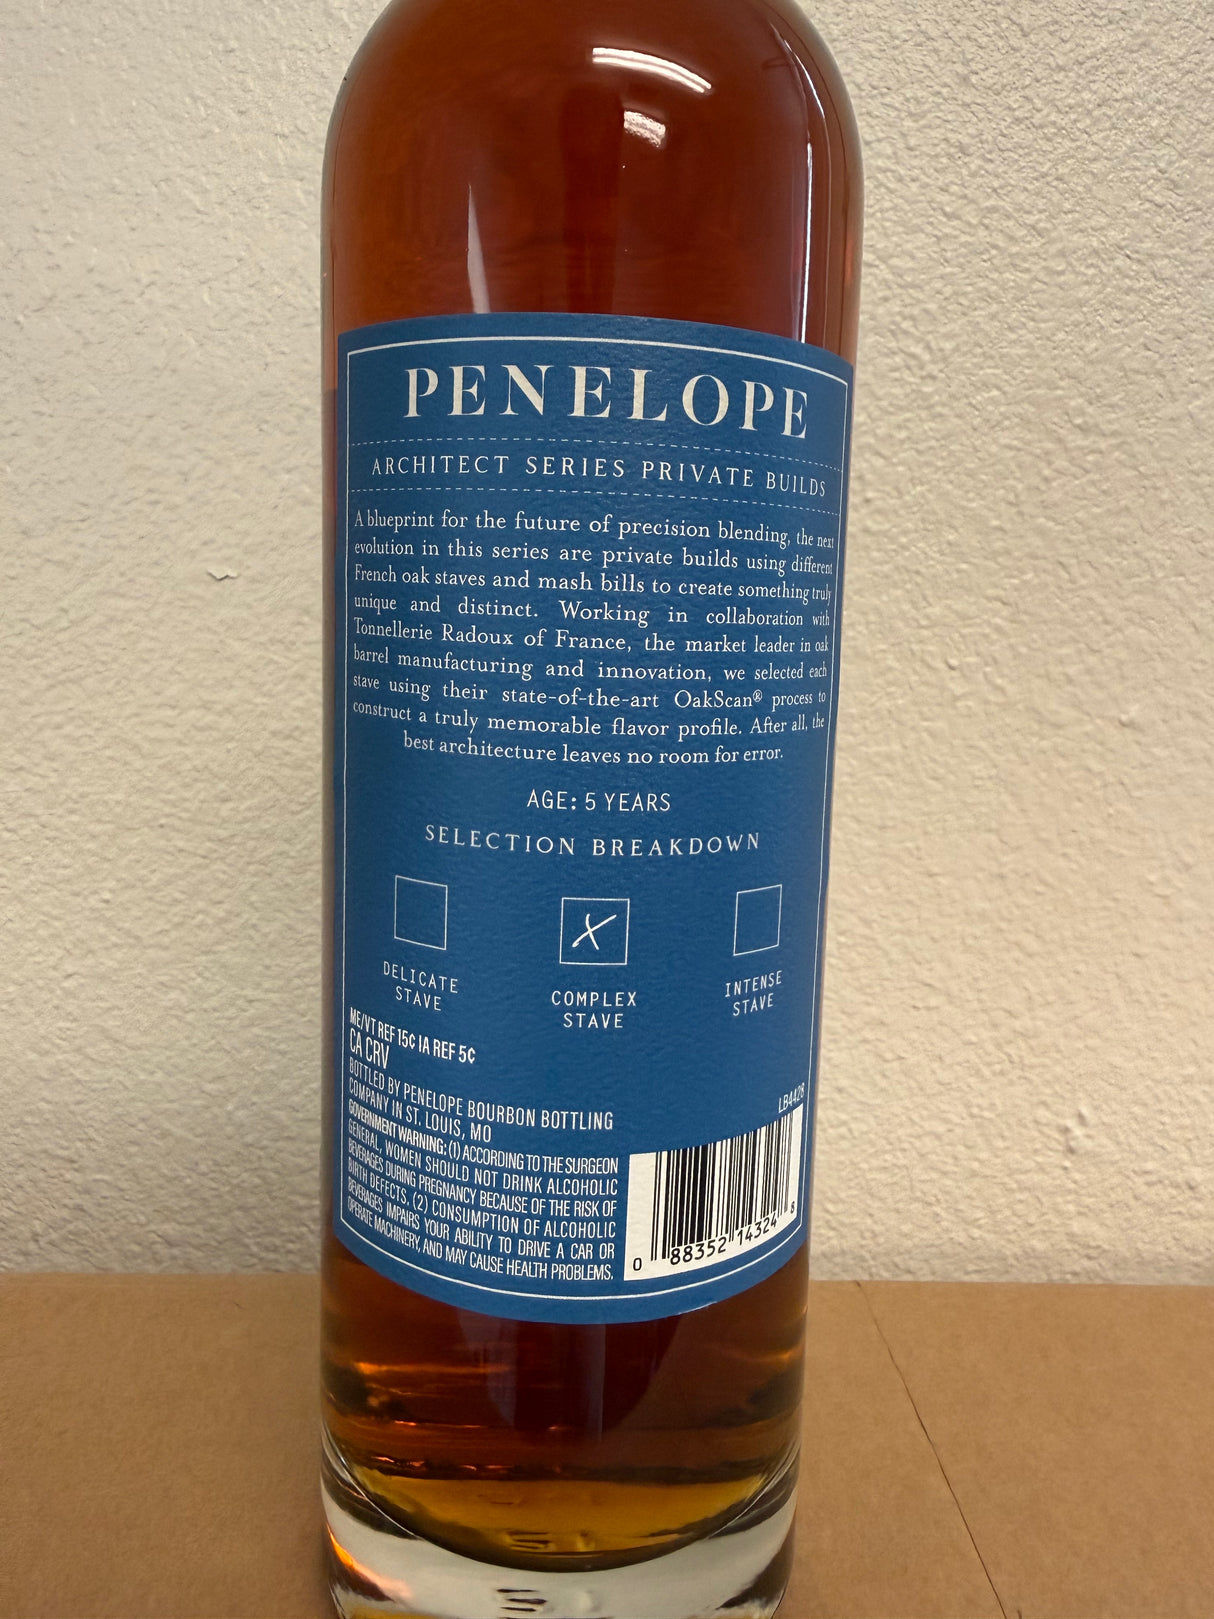 PENELOPE
ARCHITECT SERIES PRIVATE BUILDS
A blueprint for the future of precision blending, the next
evolution in this series are private builds using different
French oak staves and mash bills to create something truly
unique and distinct. Working in collaboration with
Tonnellerie Radoux of France, the market leader in oak
barrel manufacturing and innovation, we selected each
stave using their state-of-the-art OakScan® process to
construct a truly memorable flavor profile. After all, the
best architecture leaves no room for error.
AGE: 5 YEARS
SELECTION BREAKDOWN
X
DELICATE
STAVE
COMPLEX
STAVE
INTENSE
STAVE
ME/VT REF 15¢ IA REF 5¢
CA CRV
BOTTLED BY PENELOPE BOURBON BOTTLING
COMPANY IN ST. LOUIS, MO
GOVERNMENT WARNING: (1) ACCORDING TO THE SURGEON
GENERAL, WOMEN SHOULD NOT DRINK ALCOHOLIC
BEVERAGES DURING PREGNANCY BECAUSE OF THE RISK OF
BIRTH DEFECTS. (2) CONSUMPTION OF ALCOHOLIC
BEVERAGES IMPAIRS YOUR ABILITY TO DRIVE A CAR OR
OPERATE MACHINERY, AND MAY CAUSE HEALTH PROBLEMS.
LB4428
0 88352 14324 8